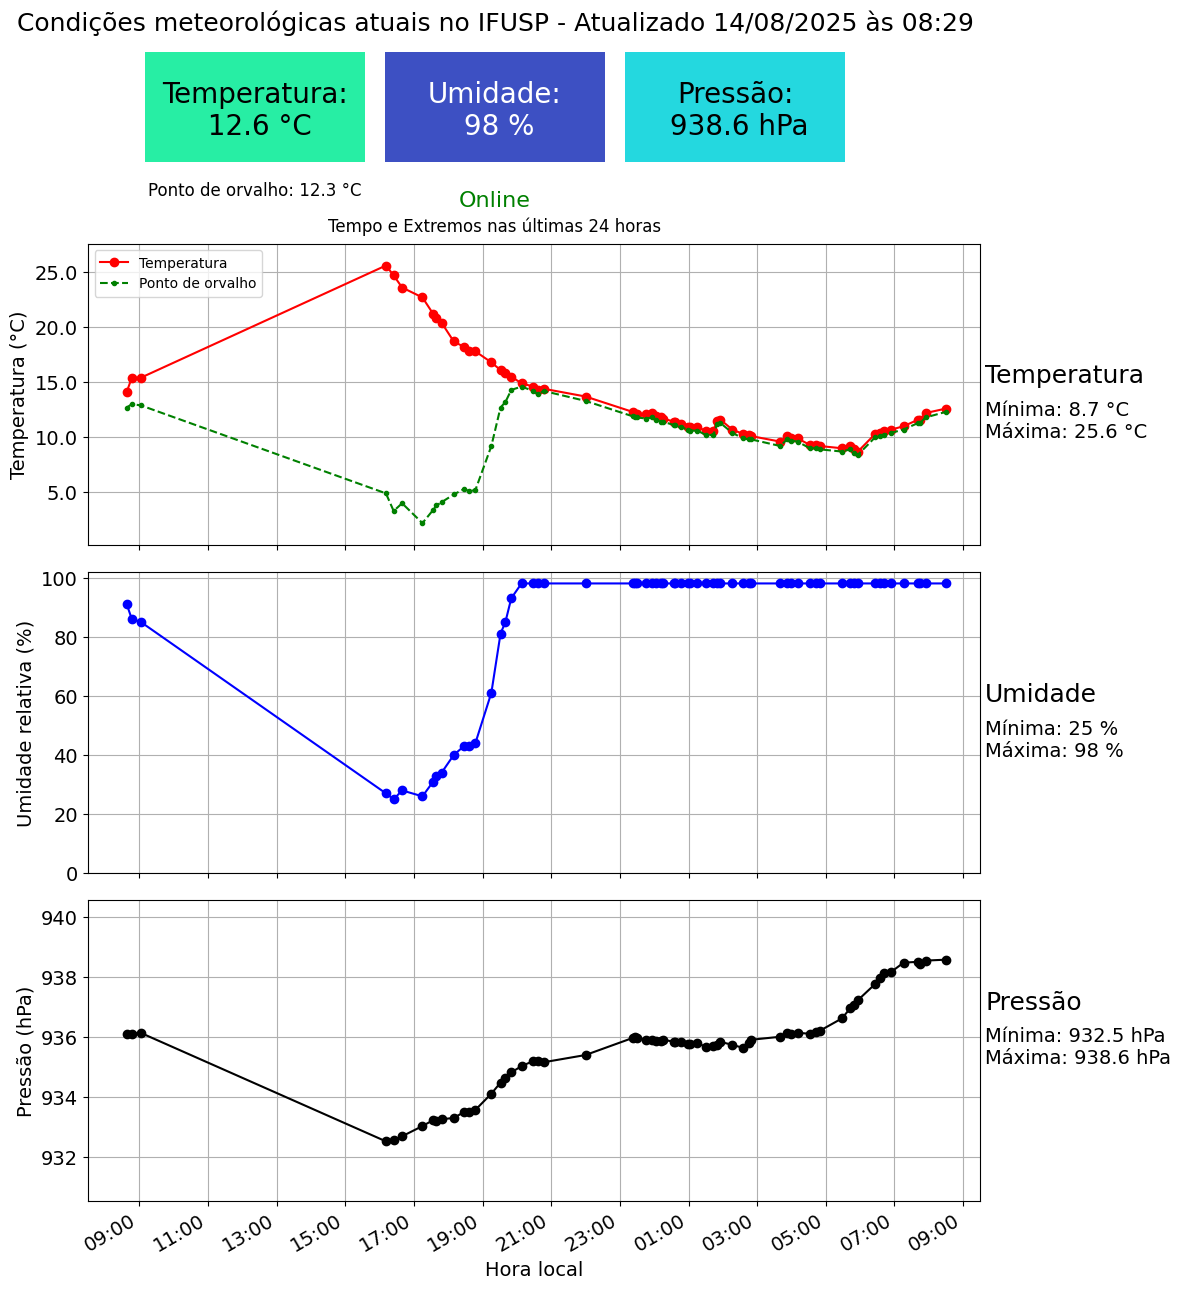 Condições meteorológicas atuais no IFUSP - Atualizado 14/08/2025 às 08:29
Temperatura:
12.6 °C
Umidade:
98 %
Pressão:
938.6 hPa
Ponto de orvalho: 12.3 °C
Online
Tempo e Extremos nas últimas 24 horas
Temperatura
Ponto de orvalho
Temperatura (°C)
25.0
20.0
15.0
10.0
5.0
Temperatura
Mínima: 8.7 °C
Máxima: 25.6 °C
Umidade relativa (%)
100
80
60
40
20
0
Umidade
Mínima: 25 %
Máxima: 98 %
Pressão (hPa)
940
938
936
934
932
Pressão
Mínima: 932.5 hPa
Máxima: 938.6 hPa
09:00
11:00
13:00
15:00
17:00
19:00
21:00
23:00
01:00
03:00
05:00
07:00
09:00
Hora local